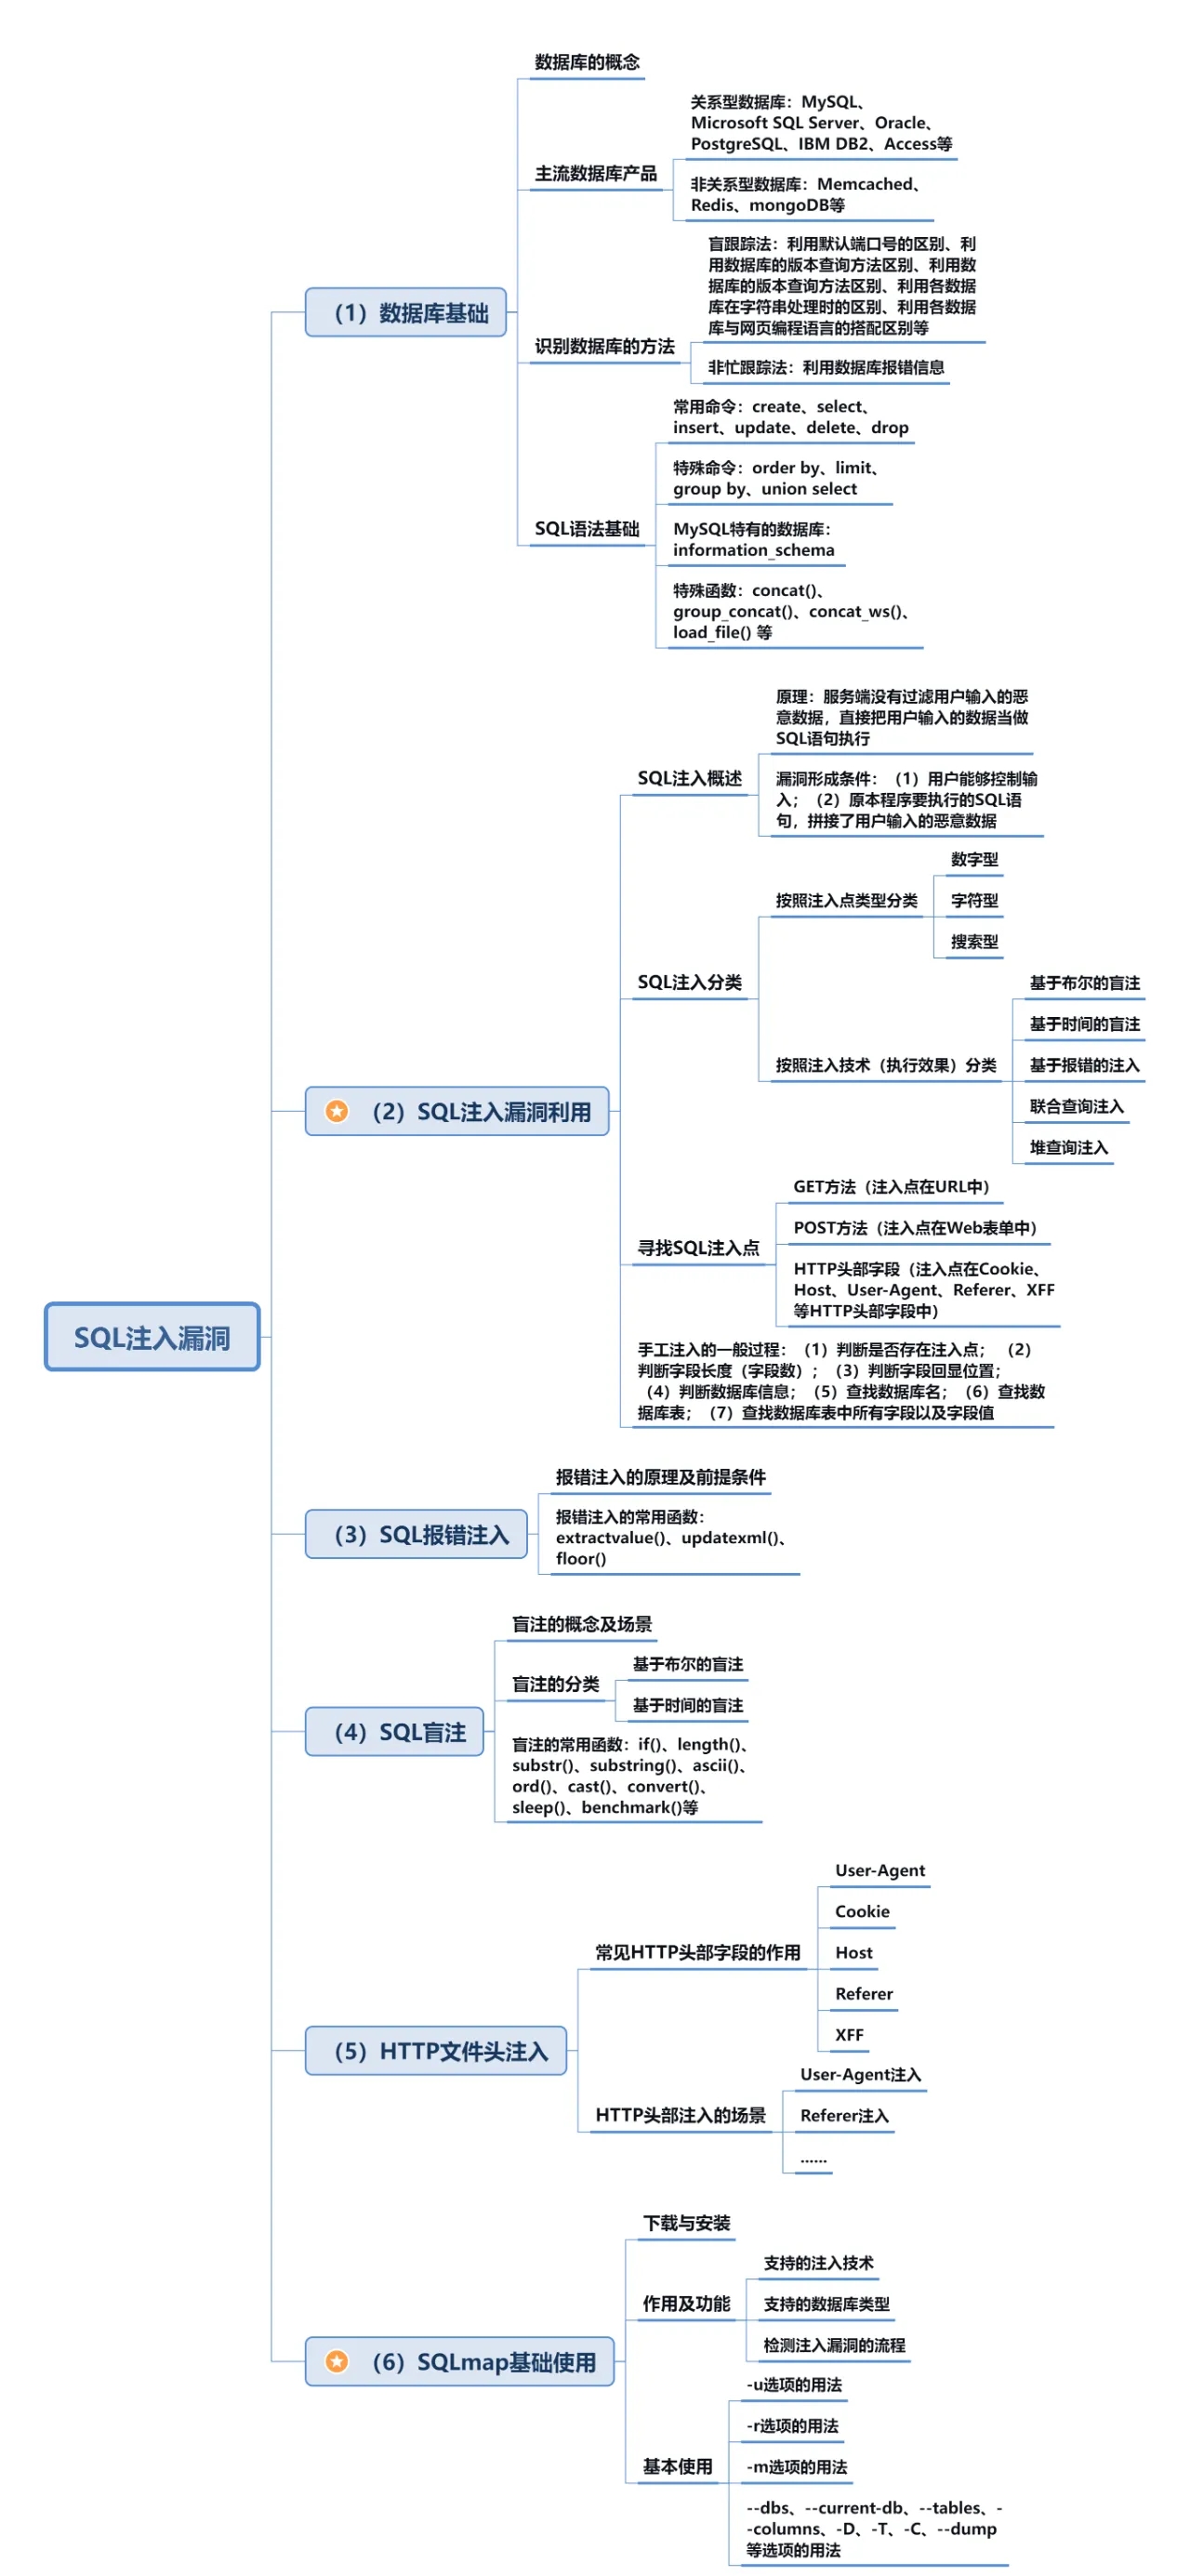 SQL注入漏洞
（1）数据库基础
数据库的概念
主流数据库产品
关系型数据库：MySQL、
Microsoft SQL Server、Oracle、
PostgreSQL、IBM DB2、Access等
非关系型数据库：Memcached、
Redis、mongoDB等
识别数据库的方法
盲跟踪法：利用默认端口号的区别、利
用数据库的版本查询方法区别、利用数
据库的版本查询方法区别、利用各数据
库在字符串处理时的区别、利用各数据
库与网页编程语言的搭配区别等
非忙跟踪法：利用数据库报错信息
SQL语法基础
常用命令：create、select、
insert、update、delete、drop
特殊命令：order by、limit、
group by、union select
MySQL特有的数据库：
information_schema
特殊函数：concat()、
group_concat()、concat_ws()、
load_file() 等
（2）SQL注入漏洞利用
SQL注入概述
原理：服务端没有过滤用户输入的恶
意数据，直接把用户输入的数据当做
SQL语句执行
漏洞形成条件：（1）用户能够控制输
入；（2）原本程序要执行的SQL语
句，拼接了用户输入的恶意数据
SQL注入分类
按照注入点类型分类
数字型
字符型
搜索型
按照注入技术（执行效果）分类
基于布尔的盲注
基于时间的盲注
基于报错的注入
联合查询注入
堆查询注入
寻找SQL注入点
GET方法（注入点在URL中）
POST方法（注入点在Web表单中）
HTTP头部字段（注入点在Cookie、
Host、User-Agent、Referer、XFF
等HTTP头部字段中）
手工注入的一般过程：（1）判断是否存在注入点；（2）
判断字段长度（字段数）；（3）判断字段回显位置；
（4）判断数据库信息；（5）查找数据库名；（6）查找数
据库表；（7）查找数据库表中所有字段以及字段值
（3）SQL报错注入
报错注入的原理及前提条件
报错注入的常用函数：
extractvalue()、updatexml()、
floor()
（4）SQL盲注
盲注的概念及场景
盲注的分类
基于布尔的盲注
基于时间的盲注
盲注的常用函数：if()、length()、
substr()、substring()、ascii()、
ord()、cast()、convert()、
sleep()、benchmark()等
（5）HTTP文件头注入
常见HTTP头部字段的作用
User-Agent
Cookie
Host
Referer
XFF
HTTP头部注入的场景
User-Agent注入
Referer注入
……
（6）SQLmap基础使用
下载与安装
作用及功能
支持的注入技术
支持的数据库类型
检测注入漏洞的流程
基本使用
-u选项的用法
-r选项的用法
-m选项的用法
--dbs、--current-db、--tables、-
-columns、-D、-T、-C、--dump
等选项的用法